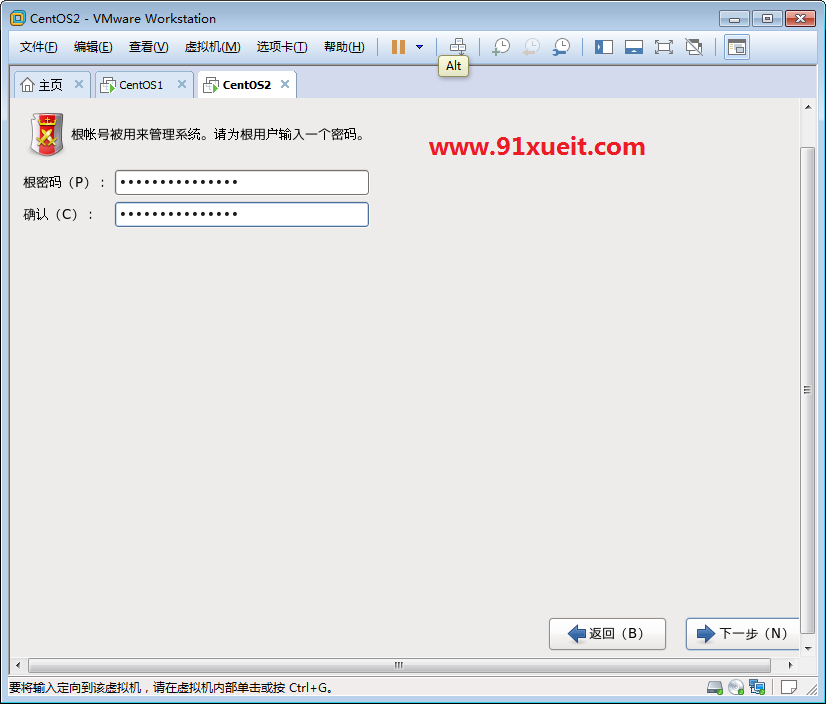 CentOS2 - VMware Workstation
文件(F) 编辑(E) 查看(V) 虚拟机(M) 选项卡(T) 帮助(H)
Alt
主页 CentOS1 CentOS2
根帐号被用来管理系统。请为根用户输入一个密码。
www.91xueit.com
根密码（P）：
确认（C）：
返回（B） 下一步（N）
要将输入定向到该虚拟机，请在虚拟机内部单击或按 Ctrl+G。